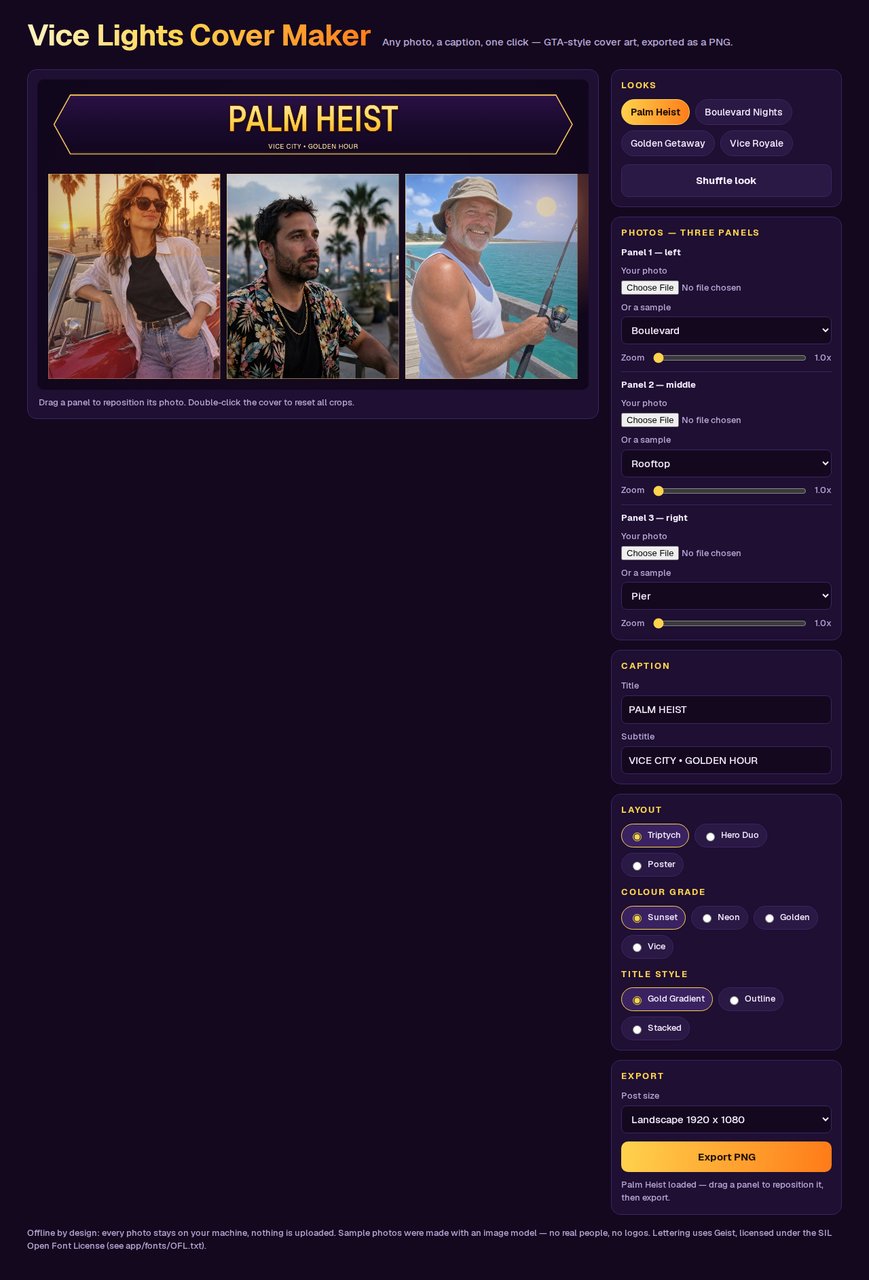 Vice Lights Cover Maker
Any photo, a caption, one click — GTA-style cover art, exported as a PNG.
PALM HEIST
VICE CITY • GOLDEN HOUR
Drag a panel to reposition its photo. Double-click the cover to reset all crops.
LOOKS
Palm Heist
Boulevard Nights
Golden Getaway
Vice Royale
Shuffle look
PHOTOS — THREE PANELS
Panel 1 — left
Your photo
Choose File No file chosen
Or a sample
Boulevard
Zoom 1.0x
Panel 2 — middle
Your photo
Choose File No file chosen
Or a sample
Rooftop
Zoom 1.0x
Panel 3 — right
Your photo
Choose File No file chosen
Or a sample
Pier
Zoom 1.0x
CAPTION
Title
PALM HEIST
Subtitle
VICE CITY • GOLDEN HOUR
LAYOUT
Triptych
Hero Duo
Poster
COLOUR GRADE
Sunset
Neon
Golden
Vice
TITLE STYLE
Gold Gradient
Outline
Stacked
EXPORT
Post size
Landscape 1920 x 1080
Export PNG
Palm Heist loaded — drag a panel to reposition it,
then export.
Offline by design: every photo stays on your machine, nothing is uploaded. Sample photos were made with an image model — no real people, no logos. Lettering uses Geist, licensed under the SIL
Open Font License (see app/fonts/OFL.txt).